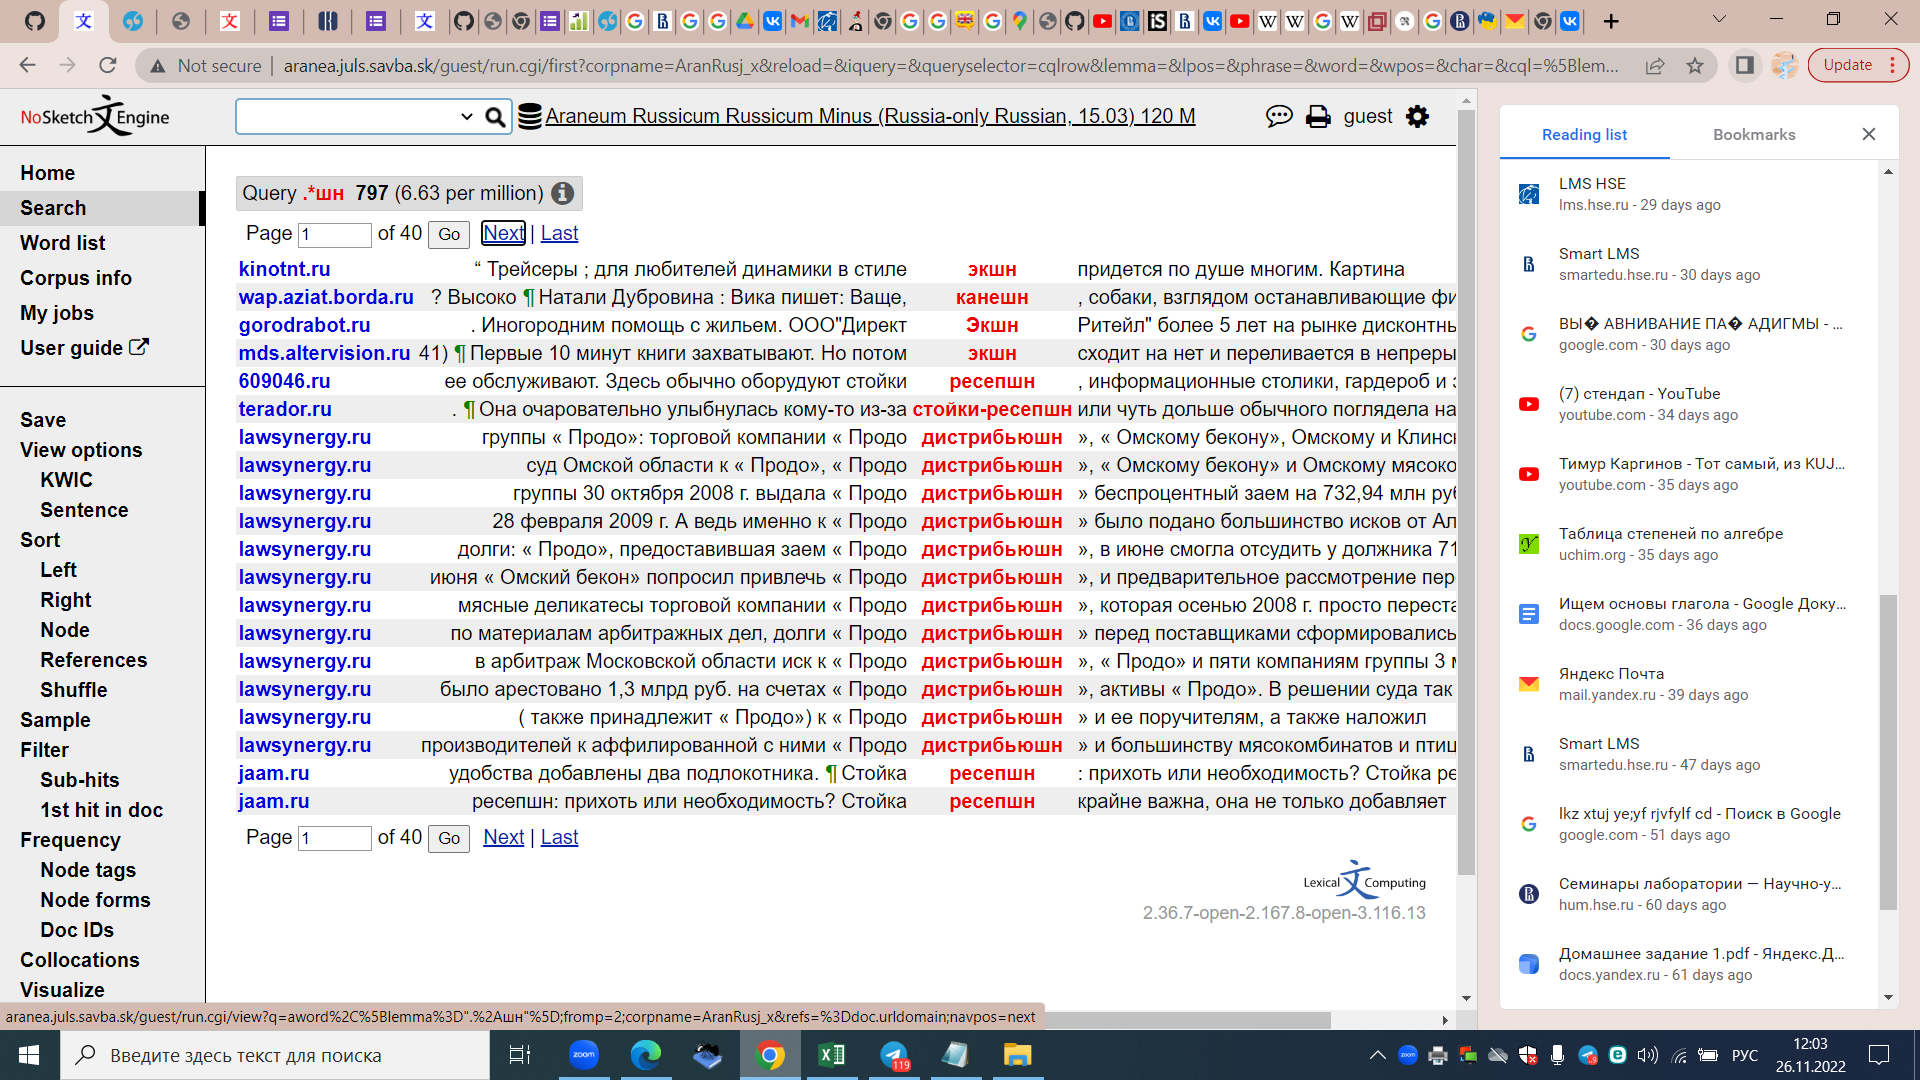 Not secure
aranea.juls.savba.sk/guest/run.cgi/first?corpname=AranRusj_x&reload=&iquery=&queryselector=cqlrow&lemma=&lpos=&phrase=&word=&wpos=&char=&cql=%5Blem...
Update
NoSketch Engine
Araneum Russicum Russicum Minus (Russia-only Russian, 15.03) 120 M
guest
Home
Search
Word list
Corpus info
My jobs
User guide
Save
View options
KWIC
Sentence
Sort
Left
Right
Node
References
Shuffle
Sample
Filter
Sub-hits
1st hit in doc
Frequency
Node tags
Node forms
Doc IDs
Collocations
Visualize
Query .*шн 797 (6.63 per million)
Page 1 of 40 Go Next | Last
kinotnt.ru “ Трейсеры ; для любителей динамики в стиле экшн придется по душе многим. Картина
wap.aziat.borda.ru ? Высоко ¶ Натали Дубровина : Вика пишет: Ваще, канешн , собаки, взглядом останавливающие фи
gorodrabot.ru . Иногородним помощь с жильем. ООО"Директ Экшн Ритейл" более 5 лет на рынке дисконтнь
mds.altervision.ru 41) ¶ Первые 10 минут книги захватывают. Но потом экшн сходит на нет и переливается в непреры
609046.ru ее обслуживают. Здесь обычно оборудуют стойки ресепшн , информационные столики, гардероб и з
terador.ru . ¶ Она очаровательно улыбнулась кому-то из-за стойки-ресепшн или чуть дольше обычного поглядела на
lawsynergy.ru группы « Продо»: торговой компании « Продо дистрибьюшн », « Омскому бекону», Омскому и Клинск
lawsynergy.ru суд Омской области к « Продо», « Продо дистрибьюшн », « Омскому бекону» и Омскому мясоко
lawsynergy.ru группы 30 октября 2008 г. выдала « Продо дистрибьюшн » беспроцентный заем на 732,94 млн руб
lawsynergy.ru 28 февраля 2009 г. А ведь именно к « Продо дистрибьюшн » было подано большинство исков от Ал
lawsynergy.ru долги: « Продо», предоставившая заем « Продо дистрибьюшн », в июне смогла отсудить у должника 71
lawsynergy.ru июня « Омский бекон» попросил привлечь « Продо дистрибьюшн », и предварительное рассмотрение пер
lawsynergy.ru мясные деликатесы торговой компании « Продо дистрибьюшн », которая осенью 2008 г. просто переста
lawsynergy.ru по материалам арбитражных дел, долги « Продо дистрибьюшн » перед поставщиками сформировались
lawsynergy.ru в арбитраж Московской области иск к « Продо дистрибьюшн », « Продо» и пяти компаниям группы 3 м
lawsynergy.ru было арестовано 1,3 млрд руб. на счетах « Продо дистрибьюшн », активы « Продо». В решении суда так
lawsynergy.ru ( также принадлежит « Продо») к « Продо дистрибьюшн » и ее поручителям, а также наложил
lawsynergy.ru производителей к аффилированной с ними « Продо дистрибьюшн » и большинству мясокомбинатов и птиц
jaam.ru удобства добавлены два подлокотника. ¶ Стойка ресепшн : прихоть или необходимость? Стойка ре
jaam.ru ресепшн: прихоть или необходимость? Стойка ресепшн крайне важна, она не только добавляет
Page 1 of 40 Go Next | Last
Lexical Computing
2.36.7-open-2.167.8-open-3.116.13
Reading list
Bookmarks
LMS HSE
lms.hse.ru - 29 days ago
Smart LMS
smartedu.hse.ru - 30 days ago
ВЫ� АВНИВАНИЕ ПА� АДИГМЫ - ...
google.com - 30 days ago
(7) стендап - YouTube
youtube.com - 34 days ago
Тимур Каргинов - Тот самый, из KUJ...
youtube.com - 35 days ago
Таблица степеней по алгебре
uchim.org - 35 days ago
Ищем основы глагола - Google Доку...
docs.google.com - 36 days ago
Яндекс Почта
mail.yandex.ru - 39 days ago
Smart LMS
smartedu.hse.ru - 47 days ago
lkz xtuj ye;yf rjvfylf cd - Поиск в Google
google.com - 51 days ago
Семинары лаборатории — Научно-у...
hum.hse.ru - 60 days ago
Домашнее задание 1.pdf - Яндекс.Д...
docs.yandex.ru - 61 days ago
aranea.juls.savba.sk/guest/run.cgi/view?q=aword%2C%5Blemma%3D".%2Aшн"%5D;fromp=2;corpname=AranRusj_x&refs=%3Ddoc.urldomain;navpos=next
Введите здесь текст для поиска
zoom
119
РУС
12:03
26.11.2022